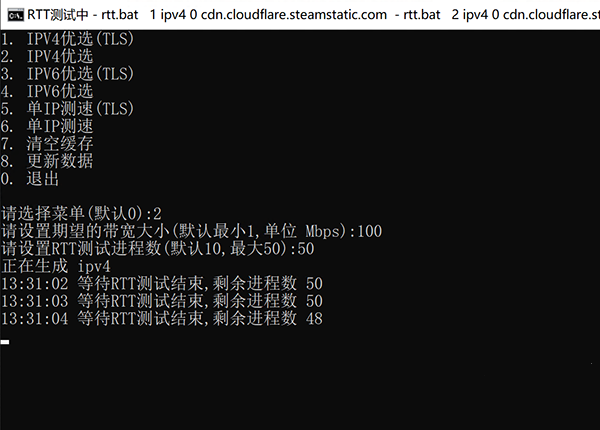 RTT测试中 - rtt.bat 1 ipv4 0 cdn.cloudflare.steamstatic.com - rtt.bat 2 ipv4 0 cdn.cloudflare.st
1. IPV4优选(TLS)
2. IPV4优选
3. IPV6优选(TLS)
4. IPV6优选
5. 单IP测速(TLS)
6. 单IP测速
7. 清空缓存
8. 更新数据
0. 退出
请选择菜单(默认0):2
请设置期望的带宽大小(默认最小1,单位 Mbps):100
请设置RTT测试进程数(默认10,最大50):50
正在生成 ipv4
13:31:02 等待RTT测试结束,剩余进程数 50
13:31:03 等待RTT测试结束,剩余进程数 50
13:31:04 等待RTT测试结束,剩余进程数 48